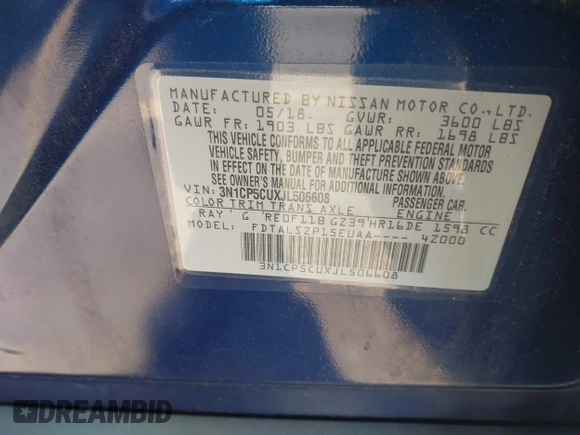 MANUFACTURED BY NISSAN MOTOR CO.,LTD.
DATE: 05/18. GVWR: 3600 LBS
GAWR FR: 1903 LBS GAWR RR: 1698 LBS
THIS VEHICLE CONFORMS TO ALL APPLICABLE FEDERAL MOTOR
VEHICLE SAFETY, BUMPER AND THEFT PREVENTION STANDARDS
IN EFFECT ON THE DATE OF MANUFACTURE SHOWN ABOVE.
SEE OWNER'S MANUAL FOR ADDITIONAL INFORMATION.
VIN: 3N1CP5CUXJL506608 PASSENGER CAR.
COLOR TRIM TRANS AXLE ENGINE
RAY G RE0F11B GZ39 HR16DE 1598 CC
MODEL: FDTALSZP15EUAA---- 4Z000
3N1CP5CUXJL506608
DREAMBID